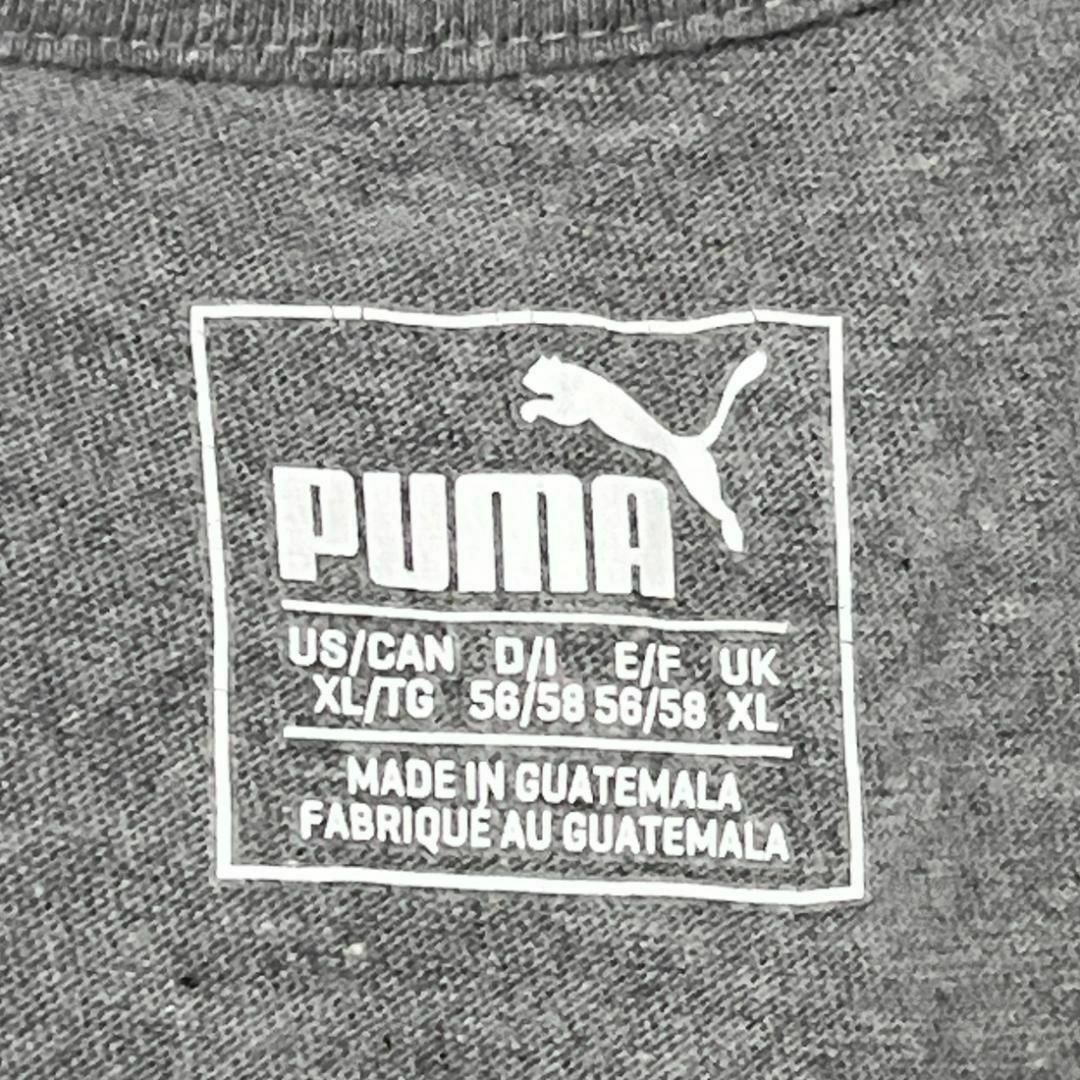 PUMA
US/CAN D/I E/F UK
XL/TG 56/58 56/58 XL
MADE IN GUATEMALA
FABRIQUÉ AU GUATEMALA